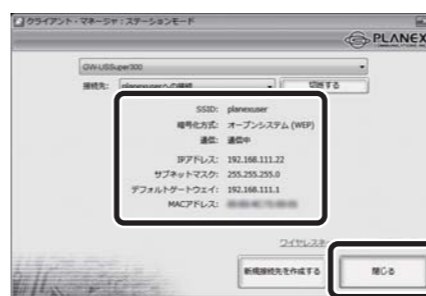 クライアント・マネージャ：ステーションモード
PLANEX
GW-USSuper300
接続先： planexuserへの接続 切断する
SSID： planexuser
暗号化方式： オープンシステム (WEP)
通信： 通信中
IPアドレス： 192.168.111.22
サブネットマスク： 255.255.255.0
デフォルトゲートウェイ： 192.168.111.1
MACアドレス：
新規接続先を作成する 閉じる